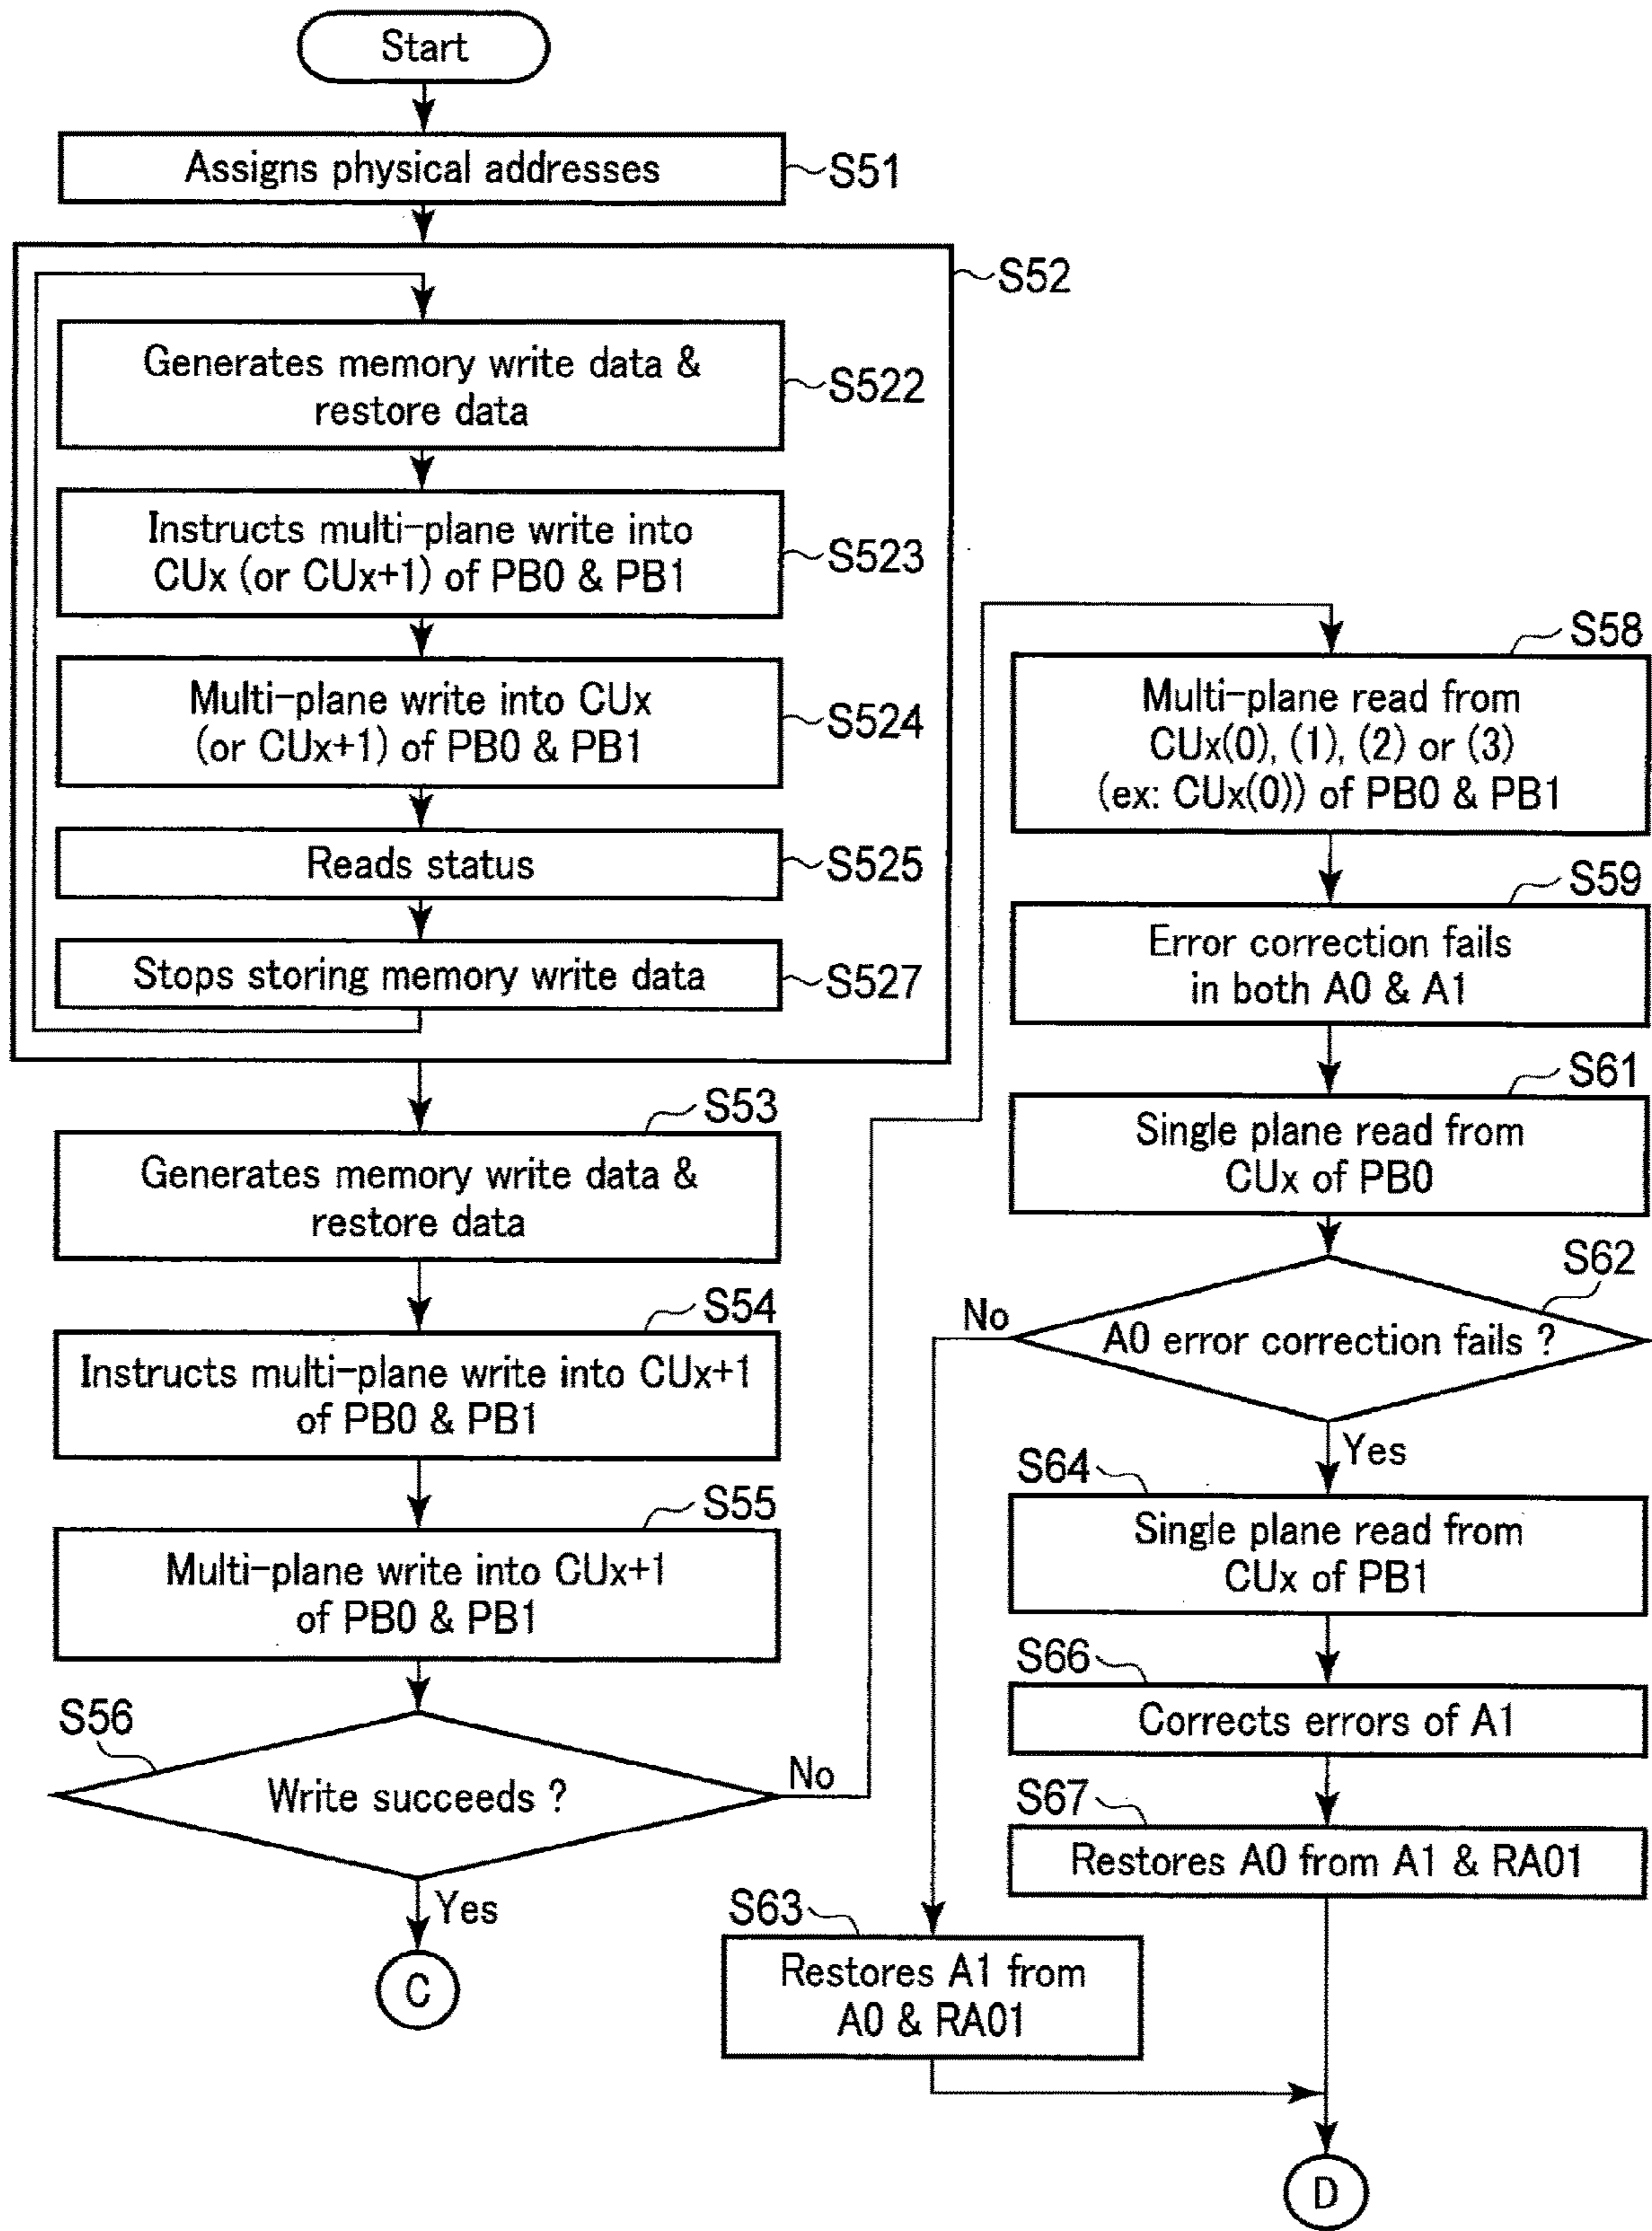 Start
Assigns physical addresses
S51
S52
Generates memory write data &
restore data
S522
Instructs multi-plane write into
CUx (or CUx+1) of PB0 & PB1
S523
Multi-plane write into CUx
(or CUx+1) of PB0 & PB1
S524
Reads status
S525
Stops storing memory write data
S527
S53
Generates memory write data &
restore data
S54
Instructs multi-plane write into CUx+1
of PB0 & PB1
S55
Multi-plane write into CUx+1
of PB0 & PB1
S56
Write succeeds ?
No
Yes
C
S58
Multi-plane read from
CUx(0), (1), (2) or (3)
(ex: CUx(0)) of PB0 & PB1
S59
Error correction fails
in both A0 & A1
S61
Single plane read from
CUx of PB0
S62
A0 error correction fails ?
No
Yes
S64
Single plane read from
CUx of PB1
S66
Corrects errors of A1
S67
Restores A0 from A1 & RA01
S63
Restores A1 from
A0 & RA01
D